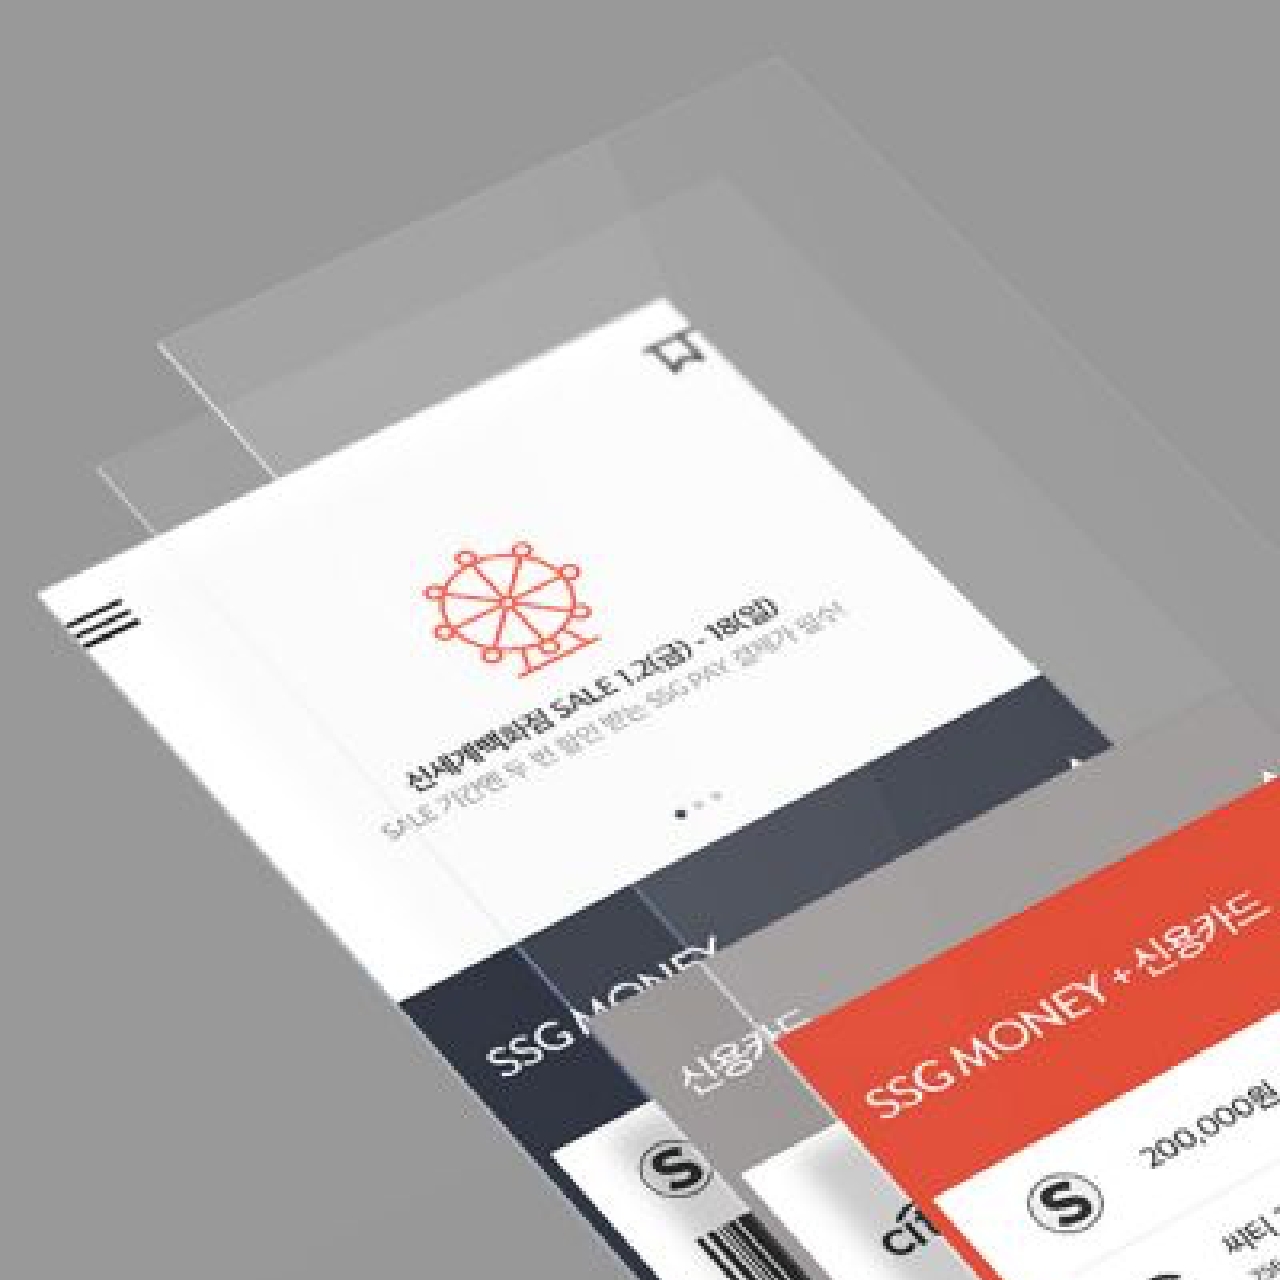 신세계백화점 SALE 1.2(금) - 18(일)
SALE 기간엔 두 번 할인 받는 SSG PAY 결제가 필수!
SSG MONEY
신용카드
SSG MONEY + 신용카드
S
S
200,000원
citi
씨티